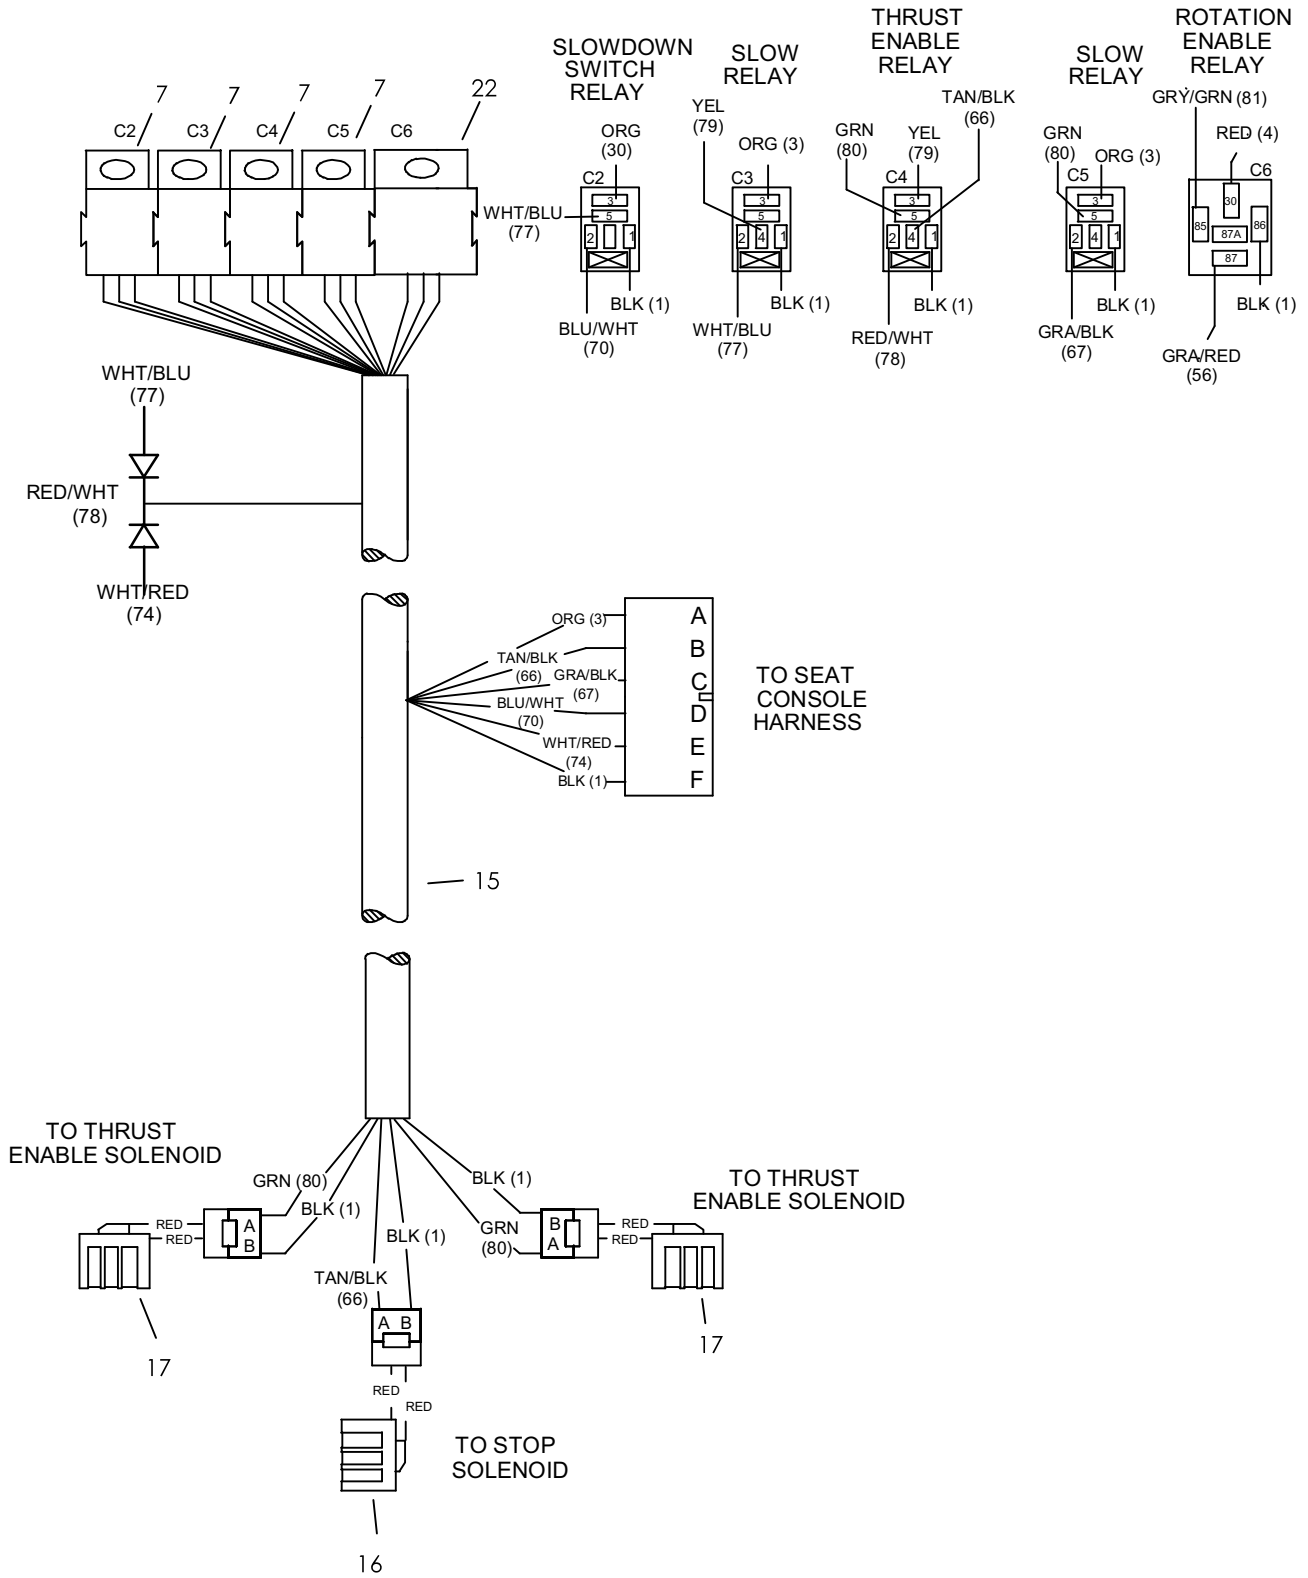 SLOWDOWN
SWITCH
RELAY
SLOW
RELAY
THRUST
ENABLE
RELAY
SLOW
RELAY
ROTATION
ENABLE
RELAY
7
7
7
7
22
C2
C3
C4
C5
C6
ORG
(30)
C2
3
WHT/BLU
(77)
5
2
1
BLK (1)
BLU/WHT
(70)
YEL
(79)
ORG (3)
C3
3
5
2
4
1
BLK (1)
WHT/BLU
(77)
GRN
(80)
YEL
(79)
TAN/BLK
(66)
C4
3
5
2
4
1
BLK (1)
RED/WHT
(78)
GRN
(80)
ORG (3)
C5
3
5
2
4
1
BLK (1)
GRA/BLK
(67)
GRY/GRN (81)
RED (4)
C6
30
85
86
87A
87
BLK (1)
GRA/RED
(56)
WHT/BLU
(77)
RED/WHT
(78)
WHT/RED
(74)
ORG (3)
A
TAN/BLK
(66)
B
GRA/BLK
(67)
C
BLU/WHT
(70)
D
WHT/RED
(74)
E
BLK (1)
F
TO SEAT
CONSOLE
HARNESS
15
TO THRUST
ENABLE SOLENOID
GRN (80)
BLK (1)
RED
RED
A
B
17
TAN/BLK
(66)
BLK (1)
A B
RED
RED
TO STOP
SOLENOID
16
BLK (1)
GRN
(80)
B
A
RED
RED
TO THRUST
ENABLE SOLENOID
17